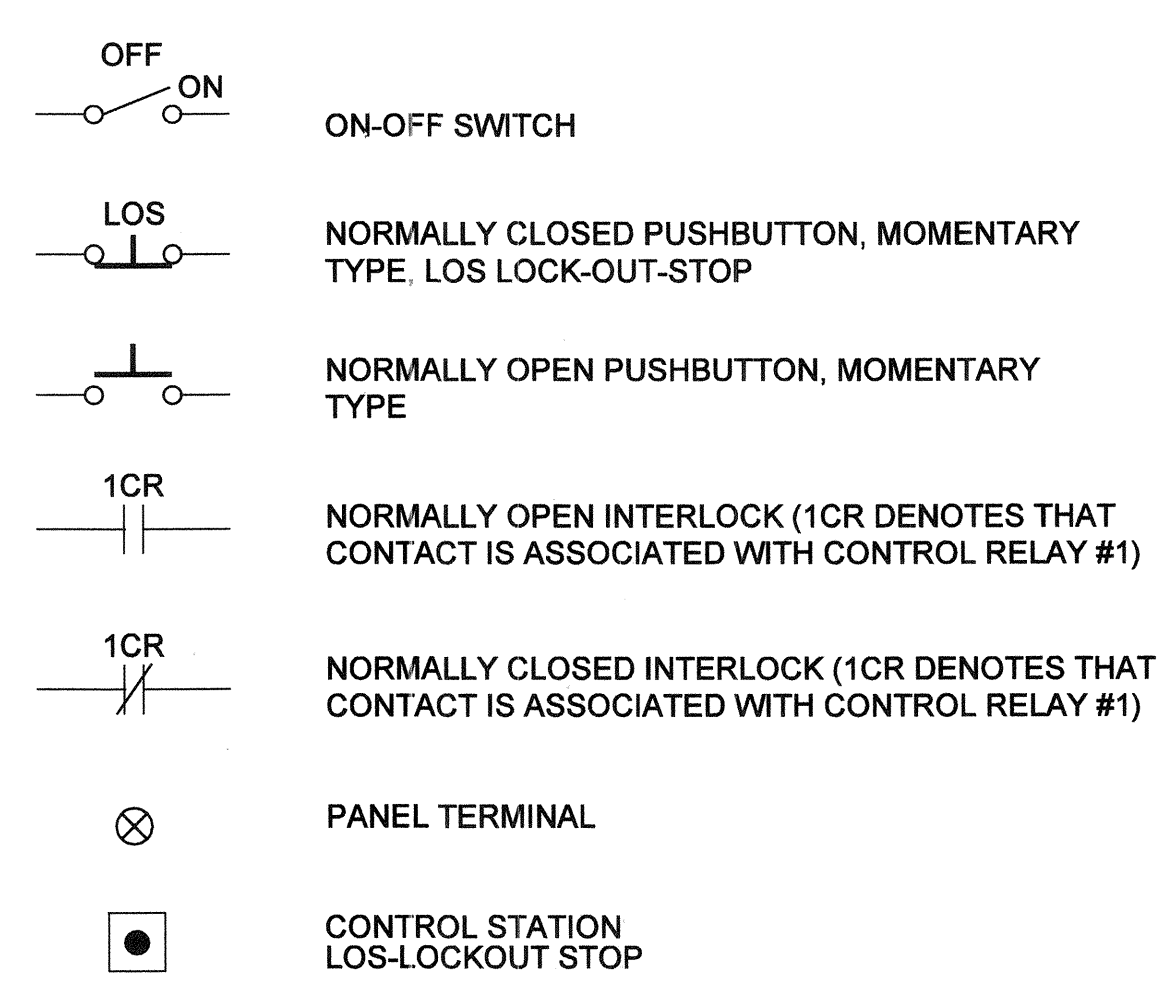 OFF
ON
ON-OFF SWITCH
LOS
NORMALLY CLOSED PUSHBUTTON, MOMENTARY
TYPE, LOS LOCK-OUT-STOP
NORMALLY OPEN PUSHBUTTON, MOMENTARY
TYPE
1CR
NORMALLY OPEN INTERLOCK (1CR DENOTES THAT
CONTACT IS ASSOCIATED WITH CONTROL RELAY #1)
1CR
NORMALLY CLOSED INTERLOCK (1CR DENOTES THAT
CONTACT IS ASSOCIATED WITH CONTROL RELAY #1)
PANEL TERMINAL
CONTROL STATION
LOS-LOCKOUT STOP